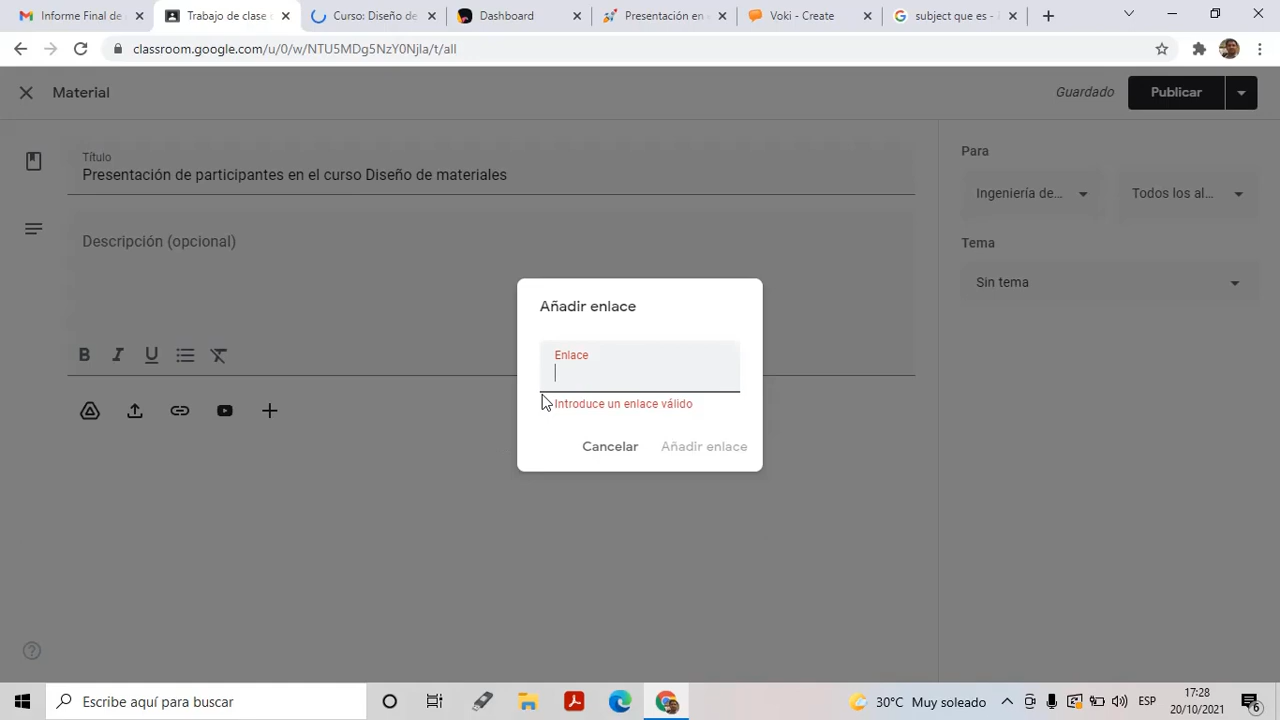 Informe Final de
Trabajo de clase
Curso: Diseño de
Dashboard
Presentación en
Voki - Create
subject que es -
classroom.google.com/u/0/w/NTU5MDg5NzY0NjIa/t/all
Material
Guardado
Publicar
Título
Presentación de participantes en el curso Diseño de materiales
Descripción (opcional)
B I U
Para
Ingeniería de...
Todos los al...
Tema
Sin tema
Añadir enlace
Enlace
Introduce un enlace válido
Cancelar
Añadir enlace
Escribe aquí para buscar
30°C Muy soleado
ESP
17:28
20/10/2021
6